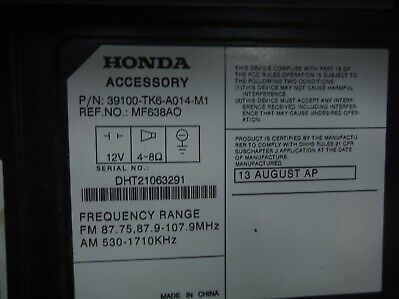 HONDA
ACCESSORY
P/N: 39100-TK6-A014-M1
REF.NO.: MF638AO
12V 4~8Ω
SERIAL NO.:
DHT21063291
FREQUENCY RANGE
FM 87.75,87.9-107.9MHz
AM 530-1710KHz
MADE IN CHINA
THIS DEVICE COMPLIES WITH PART 15 OF
THE FCC RULES OPERATION IS SUBJECT TO
THE FOLLOWING TWO CONDITIONS.
(1)THIS DEVICE MAY NOT CAUSE HARMFUL
INTERFERENCE.
(2)THIS DEVICE MUST ACCEPT ANY INTERFER-
ENCE THAT MAY BE RECEIVED, INCLUDING
INTERFERENCE THAT MAY CAUSE UNDESIRED OPER-
ATION.
PRODUCT IS CERTIFIED BY THE MANUFACTU-
RER TO COMPLY WITH DHHS RULES 21 CFR
SUBCHAPTER J APPLICATION AT THE DATE
OF MANUFACTURE.
MANUFACTURED:
13 AUGUST AP